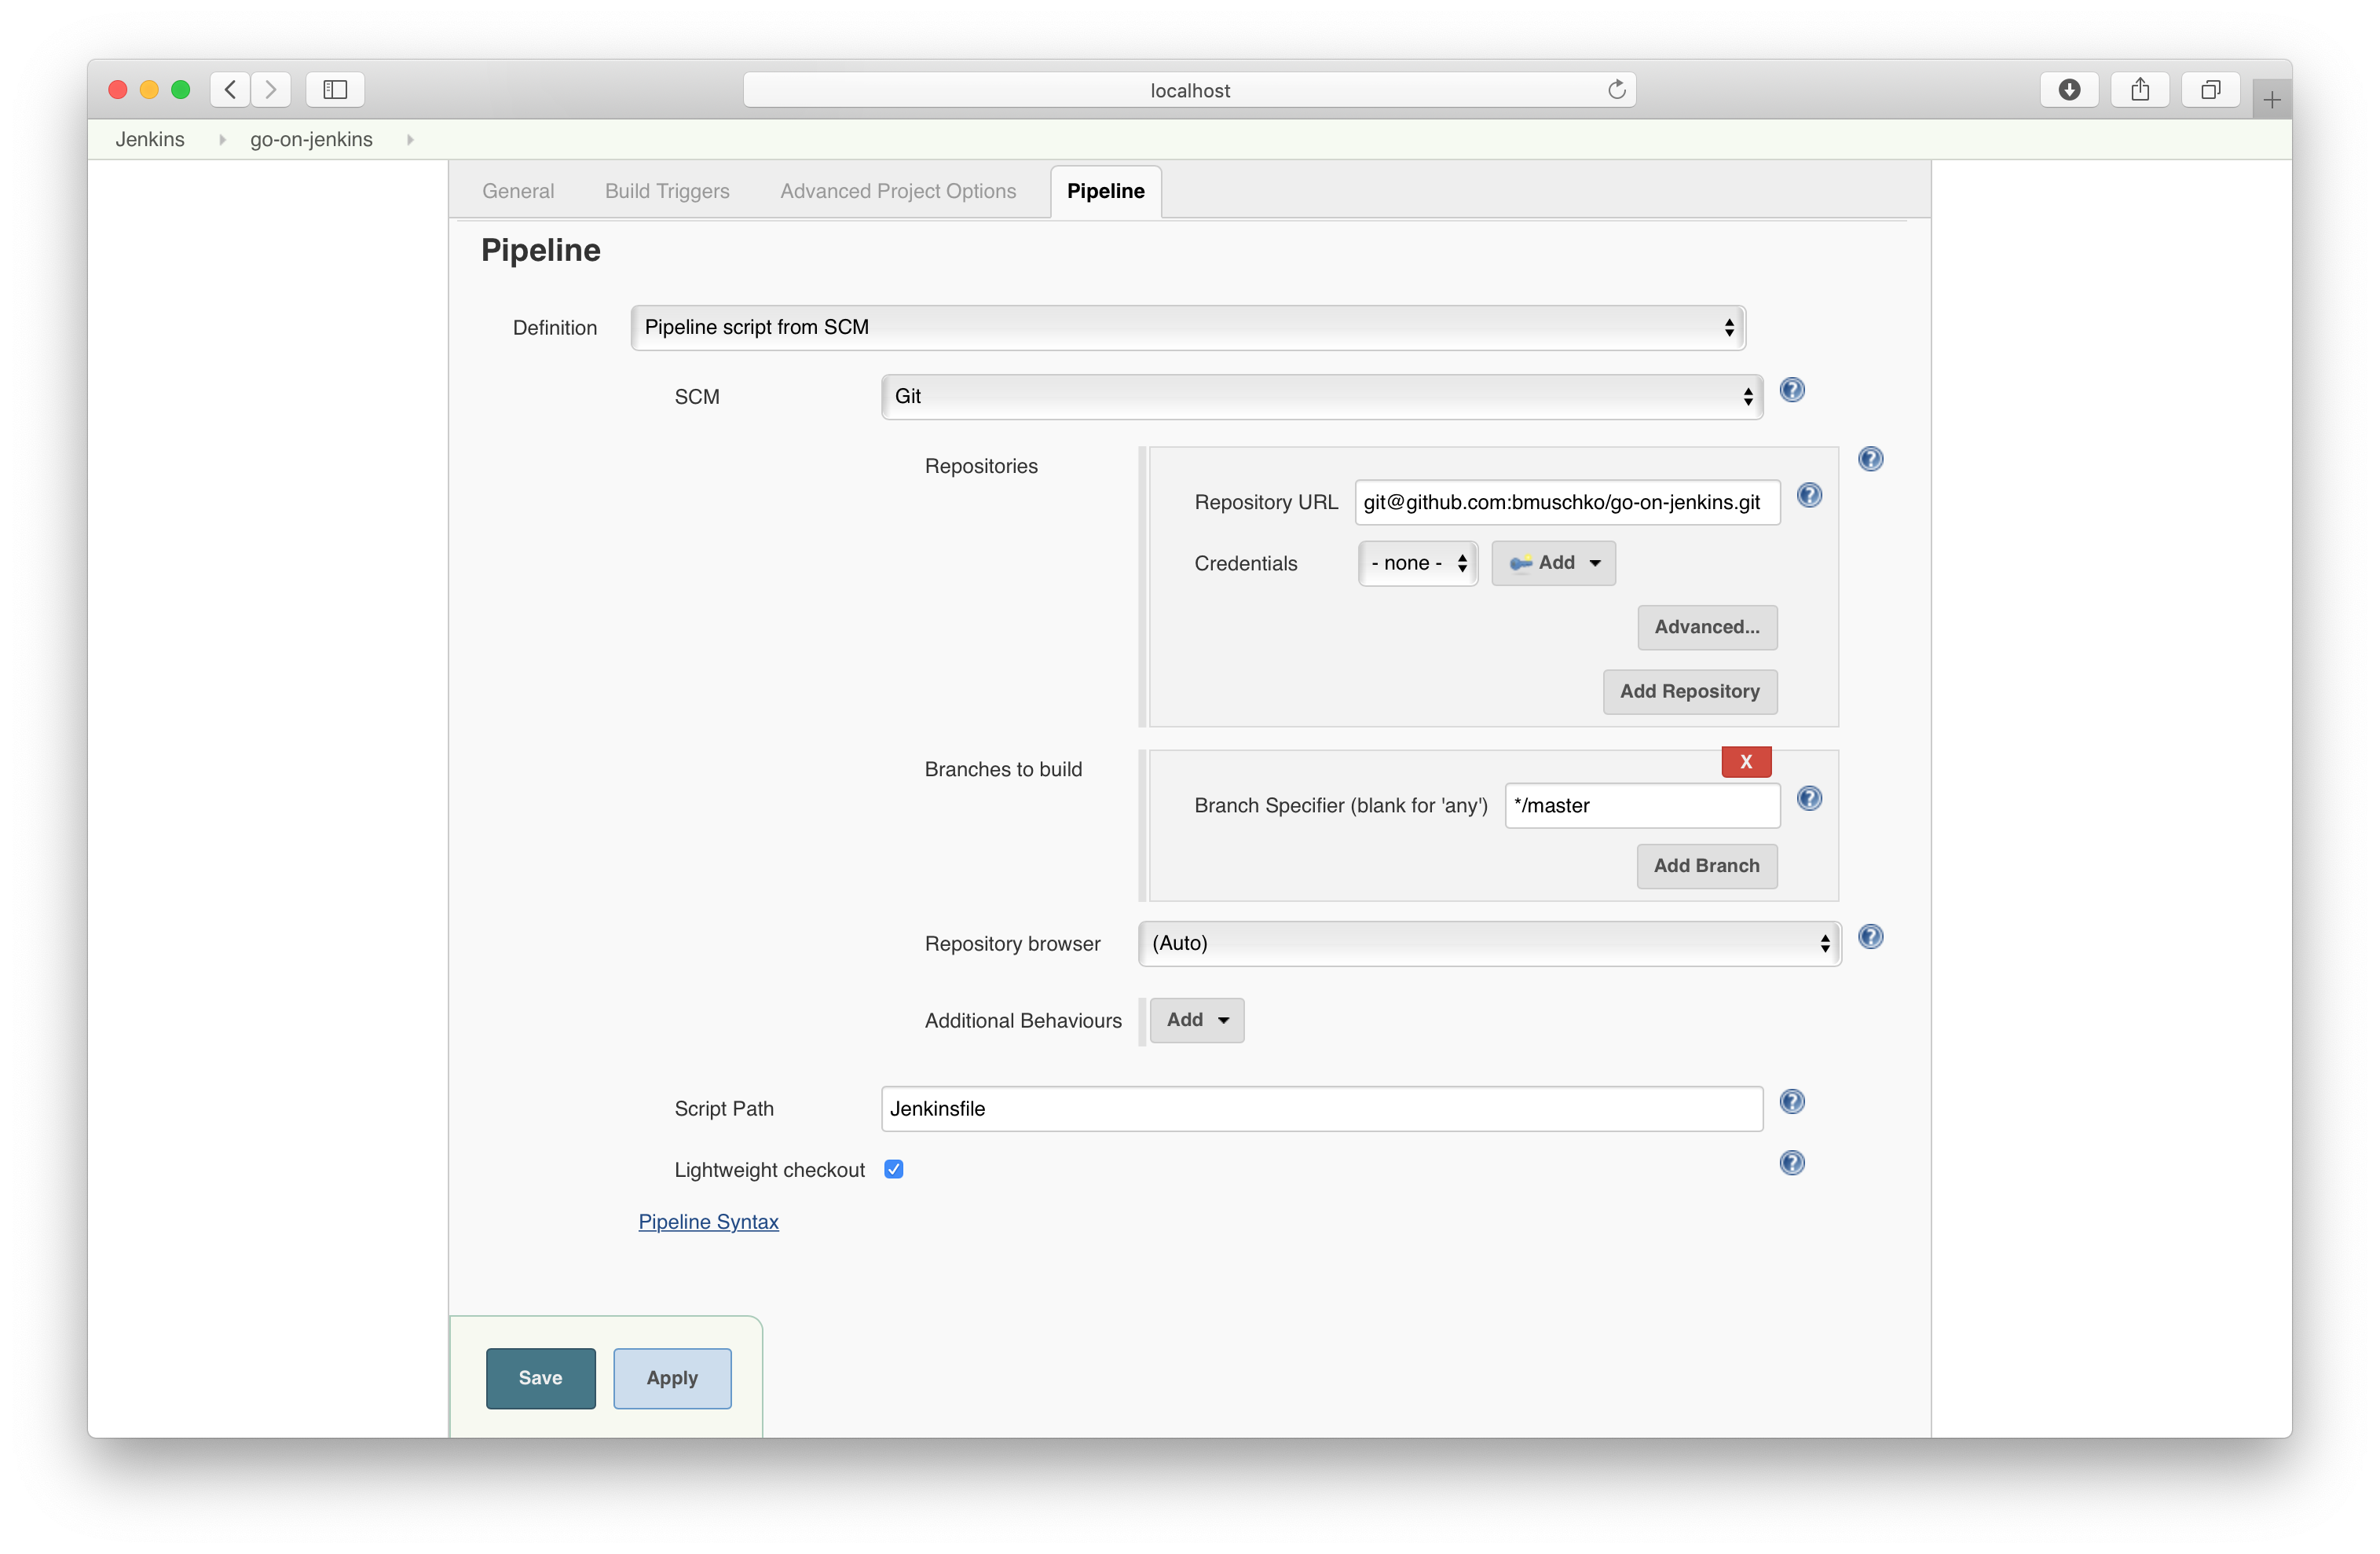 localhost
Jenkins go-on-jenkins
General Build Triggers Advanced Project Options Pipeline
Pipeline
Definition Pipeline script from SCM
SCM Git
Repositories
Repository URL git@github.com:bmuschko/go-on-jenkins.git
Credentials - none - Add
Advanced...
Add Repository
X
Branches to build
Branch Specifier (blank for 'any') */master
Add Branch
Repository browser (Auto)
Additional Behaviours Add
Script Path Jenkinsfile
Lightweight checkout
Pipeline Syntax
Save Apply